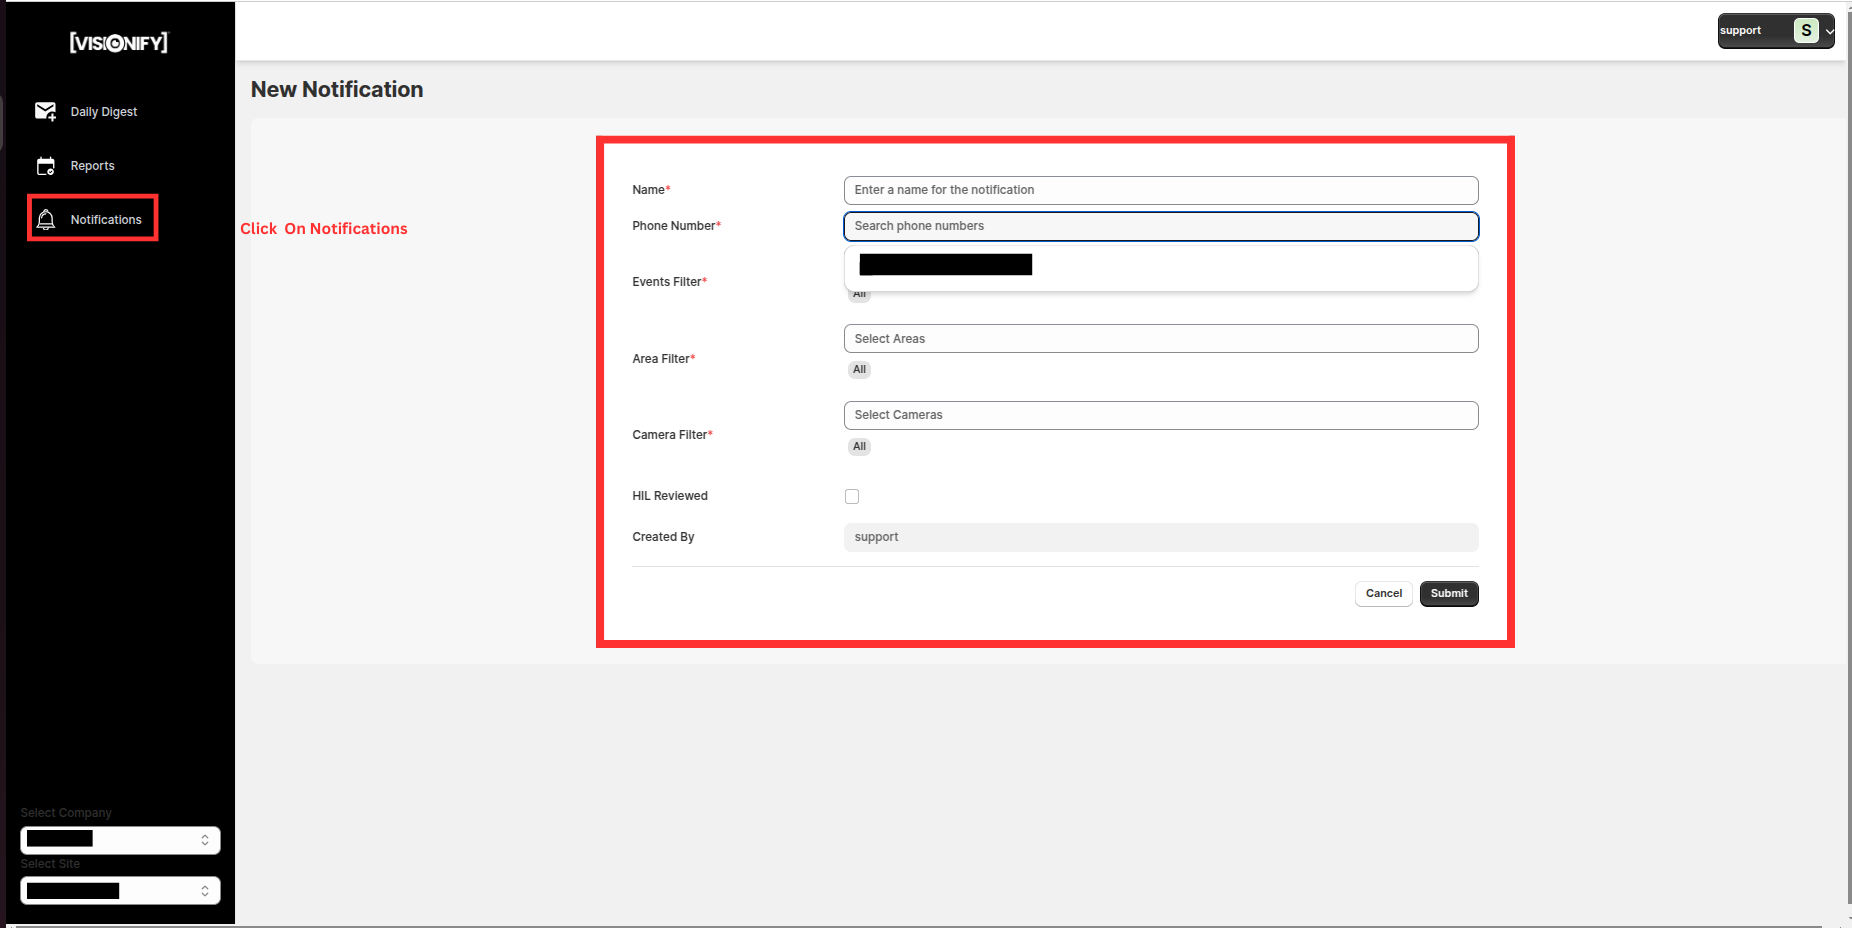 [VISIONIFY]
support S
Daily Digest
Reports
Notifications
Click On Notifications
New Notification
Name*
Enter a name for the notification
Phone Number*
Search phone numbers
Events Filter*
All
Area Filter*
Select Areas
All
Camera Filter*
Select Cameras
All
HIL Reviewed
Created By
support
Cancel
Submit
Select Company
Select Site